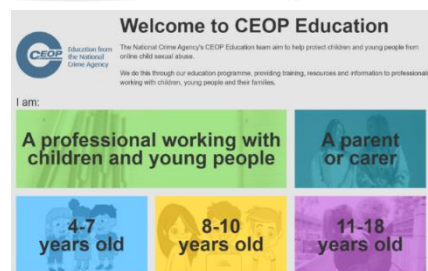 Welcome to CEOP Education
CEOP
Education from
the National
Crime Agency
The National Crime Agency's CEOP Education team aim to help protect children and young people from
online child sexual abuse.
We do this through our education programme, providing training, resources and information to professionals
working with children, young people and their families.
I am:
A professional working with
children and young people
A parent
or carer
4-7
years old
8-10
years old
11-18
years old